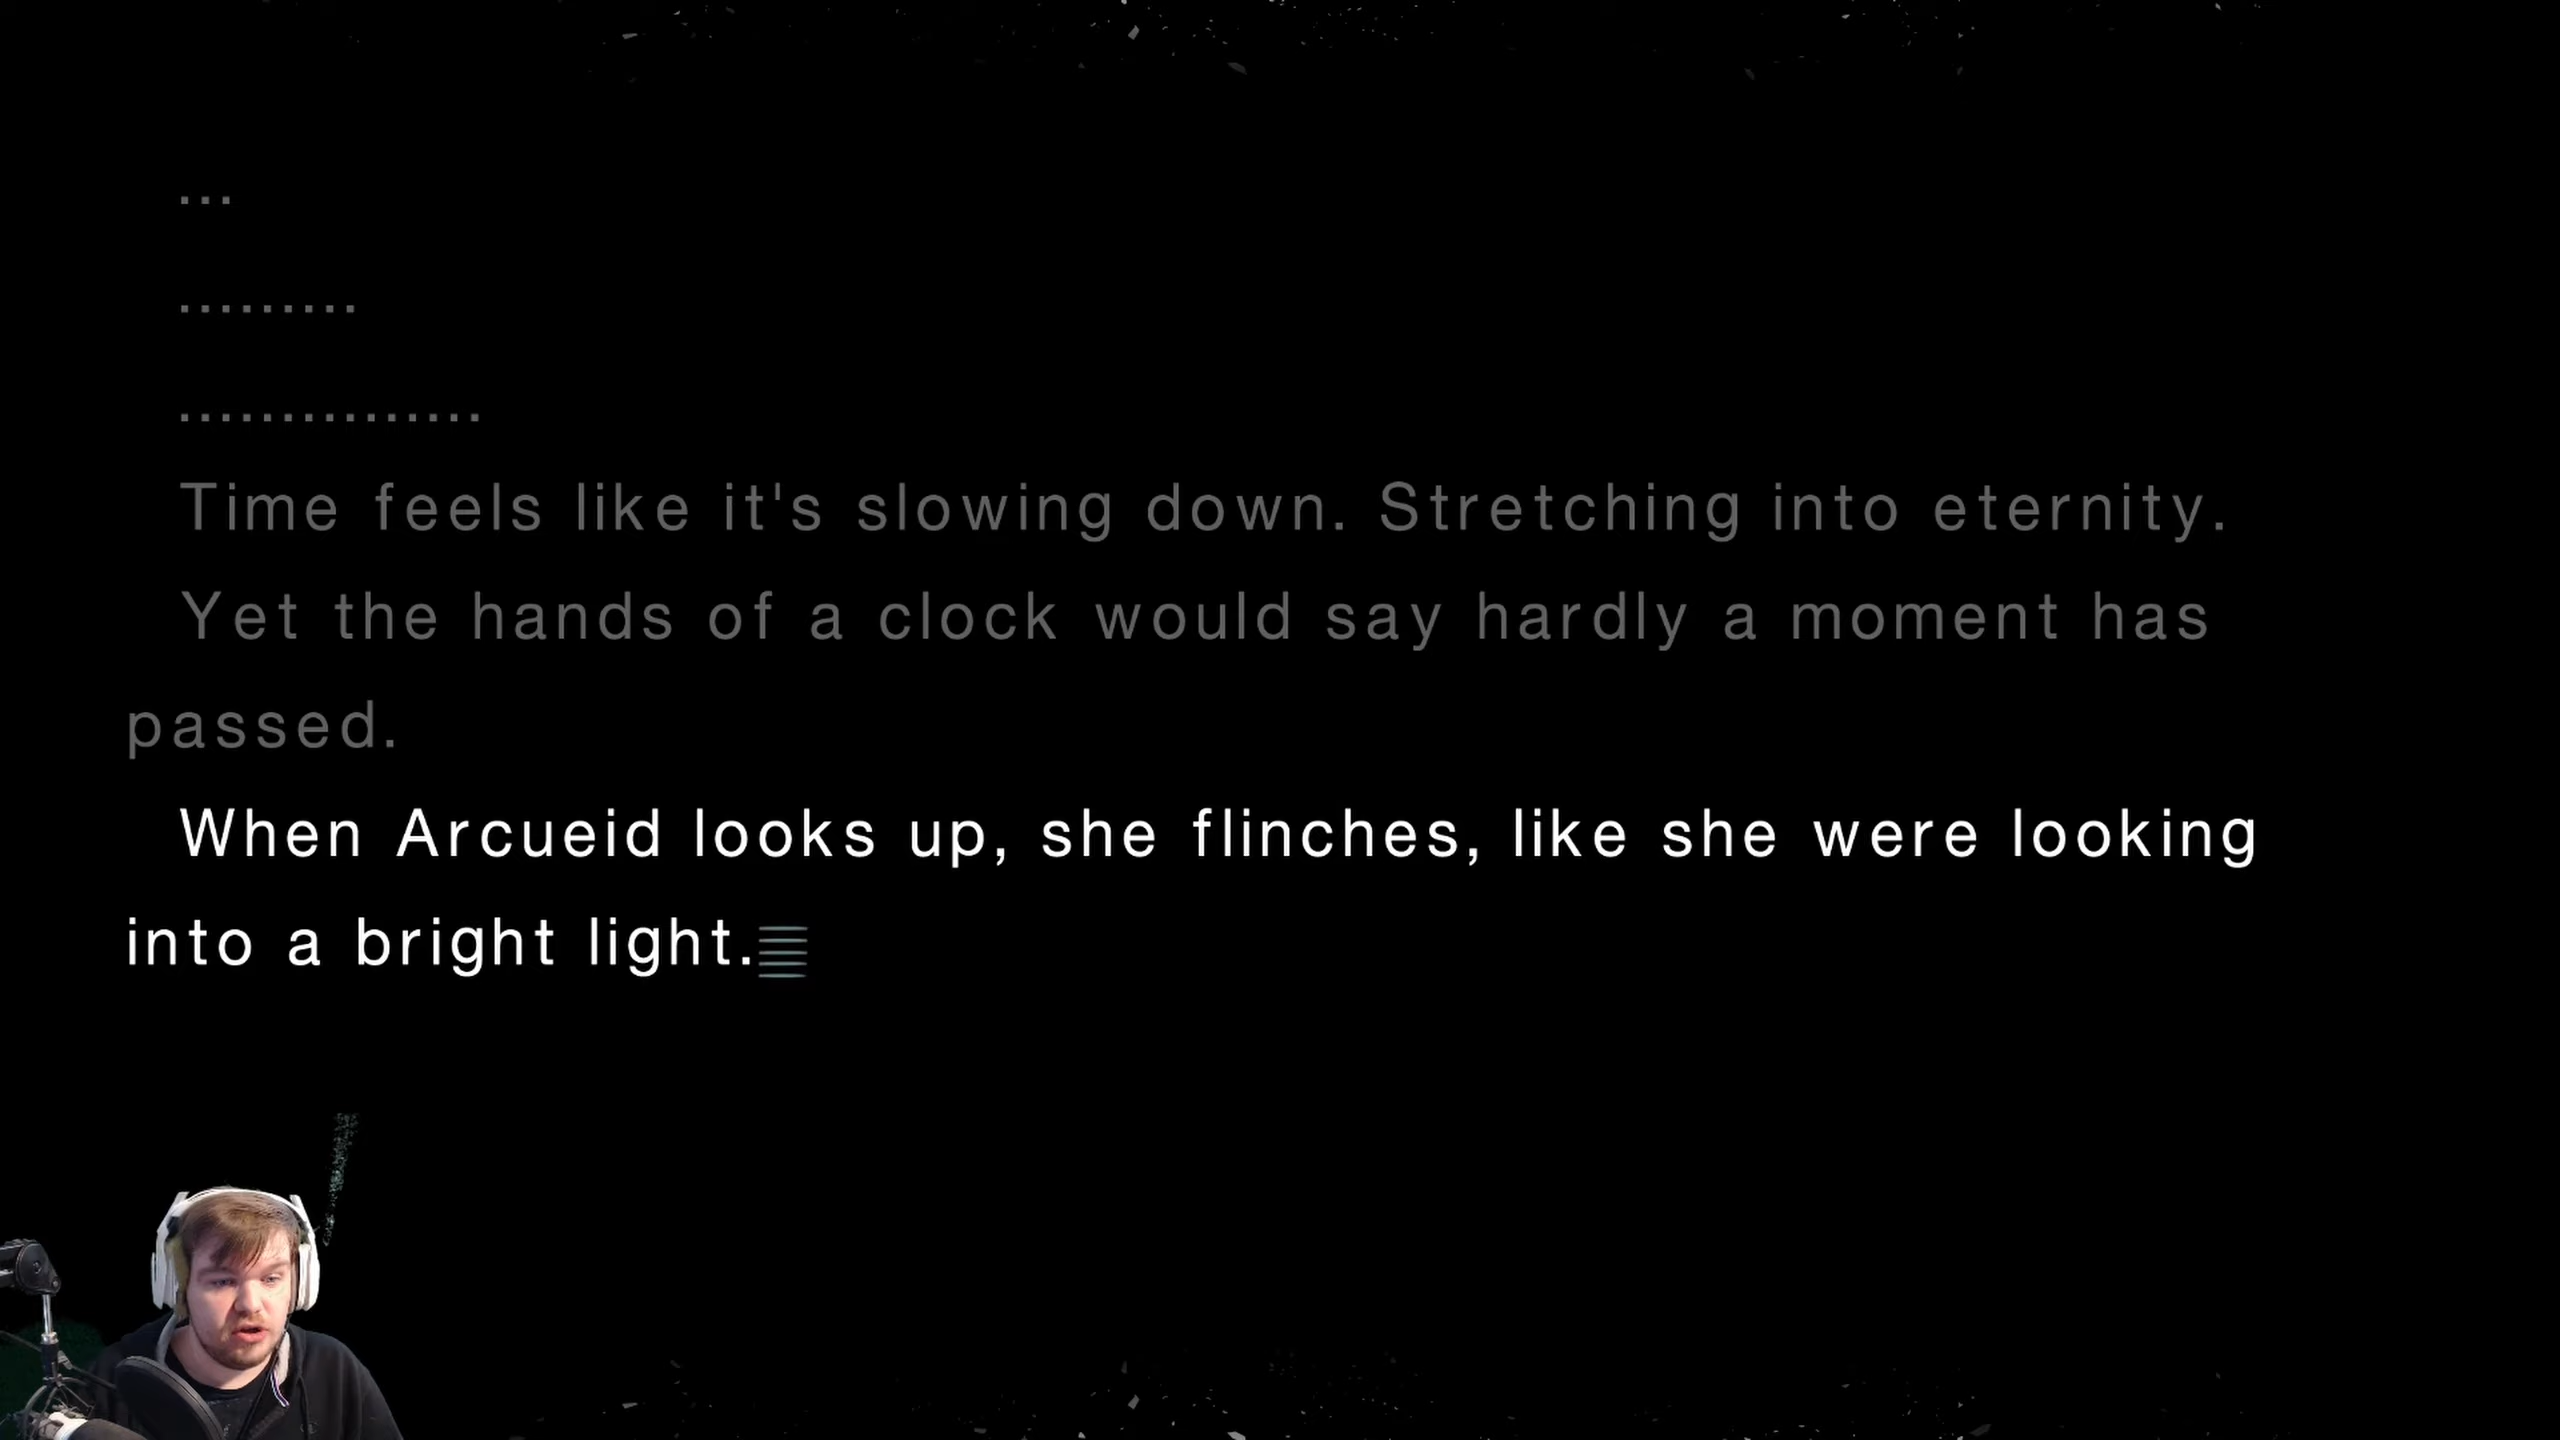 ...
.........
...............
Time feels like it's slowing down. Stretching into eternity.
Yet the hands of a clock would say hardly a moment has
passed.
When Arcueid looks up, she flinches, like she were looking
into a bright light.